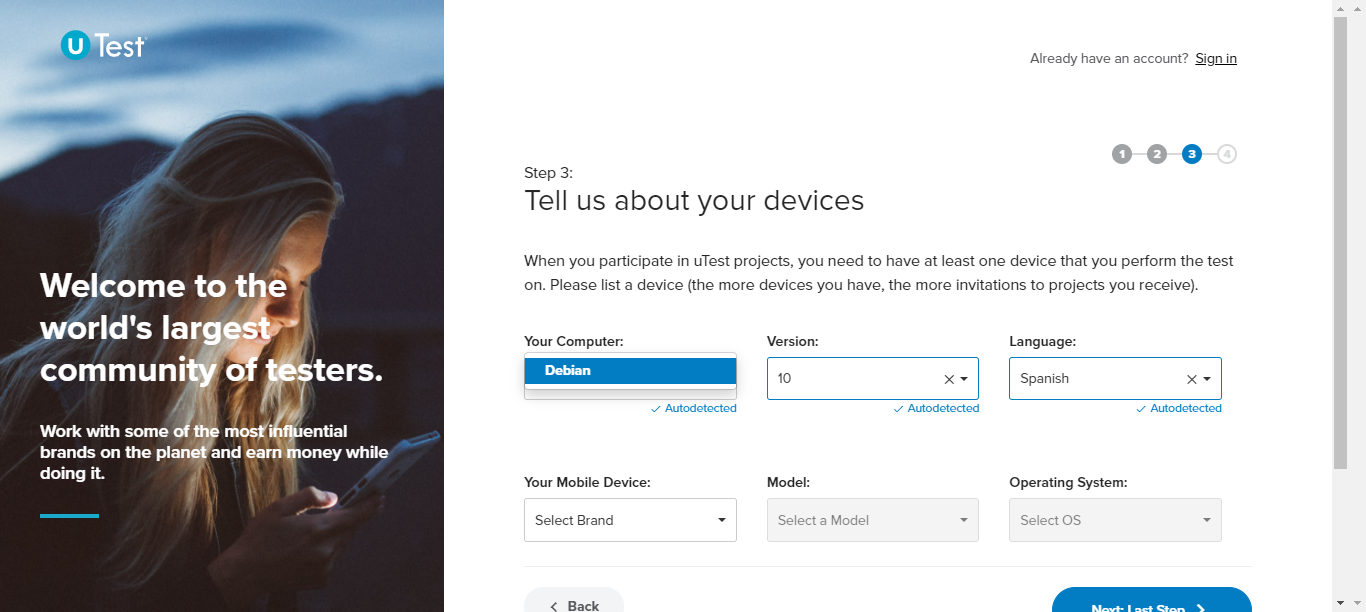 uTest
Already have an account? Sign in
1 2 3 4
Step 3:
Tell us about your devices
When you participate in uTest projects, you need to have at least one device that you perform the test
on. Please list a device (the more devices you have, the more invitations to projects you receive).
Welcome to the
world's largest
community of testers.
Work with some of the most influential
brands on the planet and earn money while
doing it.
Your Computer: Version: Language:
Debian 10 Spanish
Autodetected Autodetected Autodetected
Your Mobile Device: Model: Operating System:
Select Brand Select a Model Select OS
Back Next: Last Step